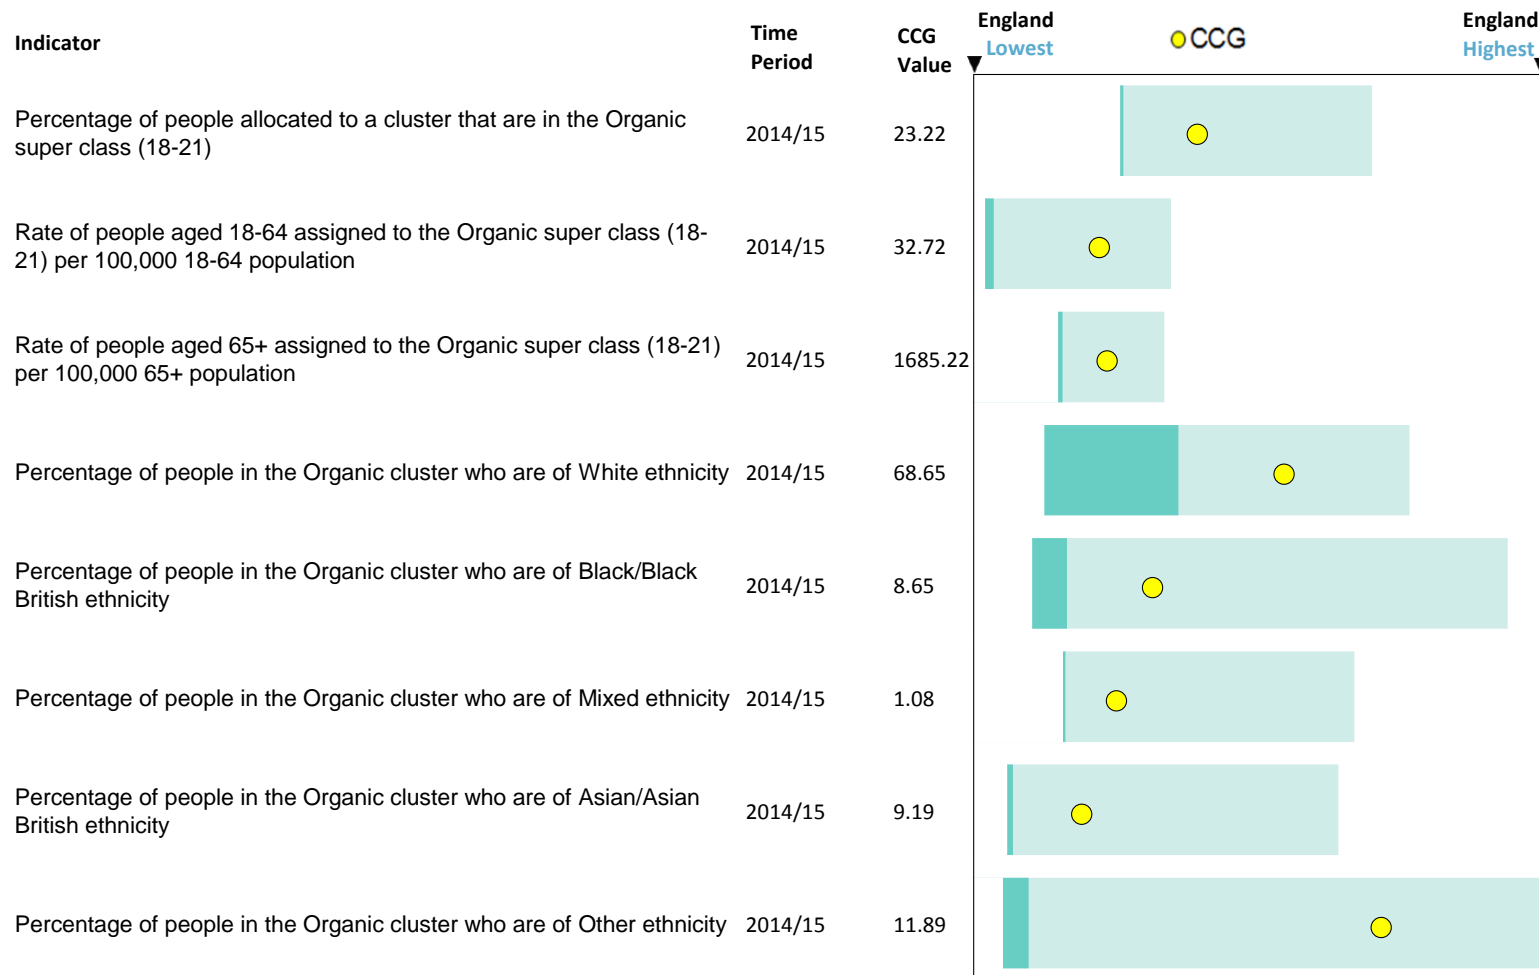 Indicator
Time
Period
CCG
Value
England
Lowest
CCG
England
Highest
Percentage of people allocated to a cluster that are in the Organic
super class (18-21)
2014/15
23.22
Rate of people aged 18-64 assigned to the Organic super class (18-
21) per 100,000 18-64 population
2014/15
32.72
Rate of people aged 65+ assigned to the Organic super class (18-21)
per 100,000 65+ population
2014/15
1685.22
Percentage of people in the Organic cluster who are of White ethnicity
2014/15
68.65
Percentage of people in the Organic cluster who are of Black/Black
British ethnicity
2014/15
8.65
Percentage of people in the Organic cluster who are of Mixed ethnicity
2014/15
1.08
Percentage of people in the Organic cluster who are of Asian/Asian
British ethnicity
2014/15
9.19
Percentage of people in the Organic cluster who are of Other ethnicity
2014/15
11.89